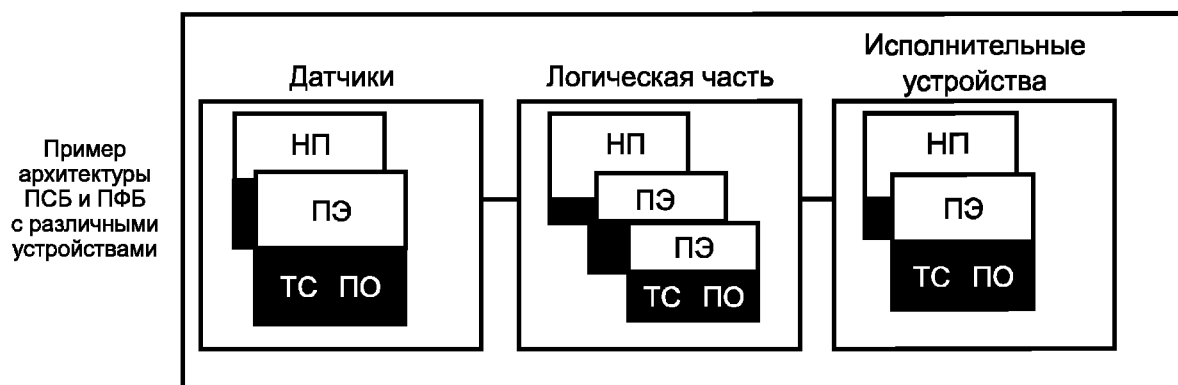 Пример
архитектуры
ПСБ и ПФБ
с различными
устройствами
Датчики
НП
ПЭ
ТС ПО
Логическая часть
НП
ПЭ
ПЭ
ТС ПО
Исполнительные
устройства
НП
ПЭ
ТС ПО